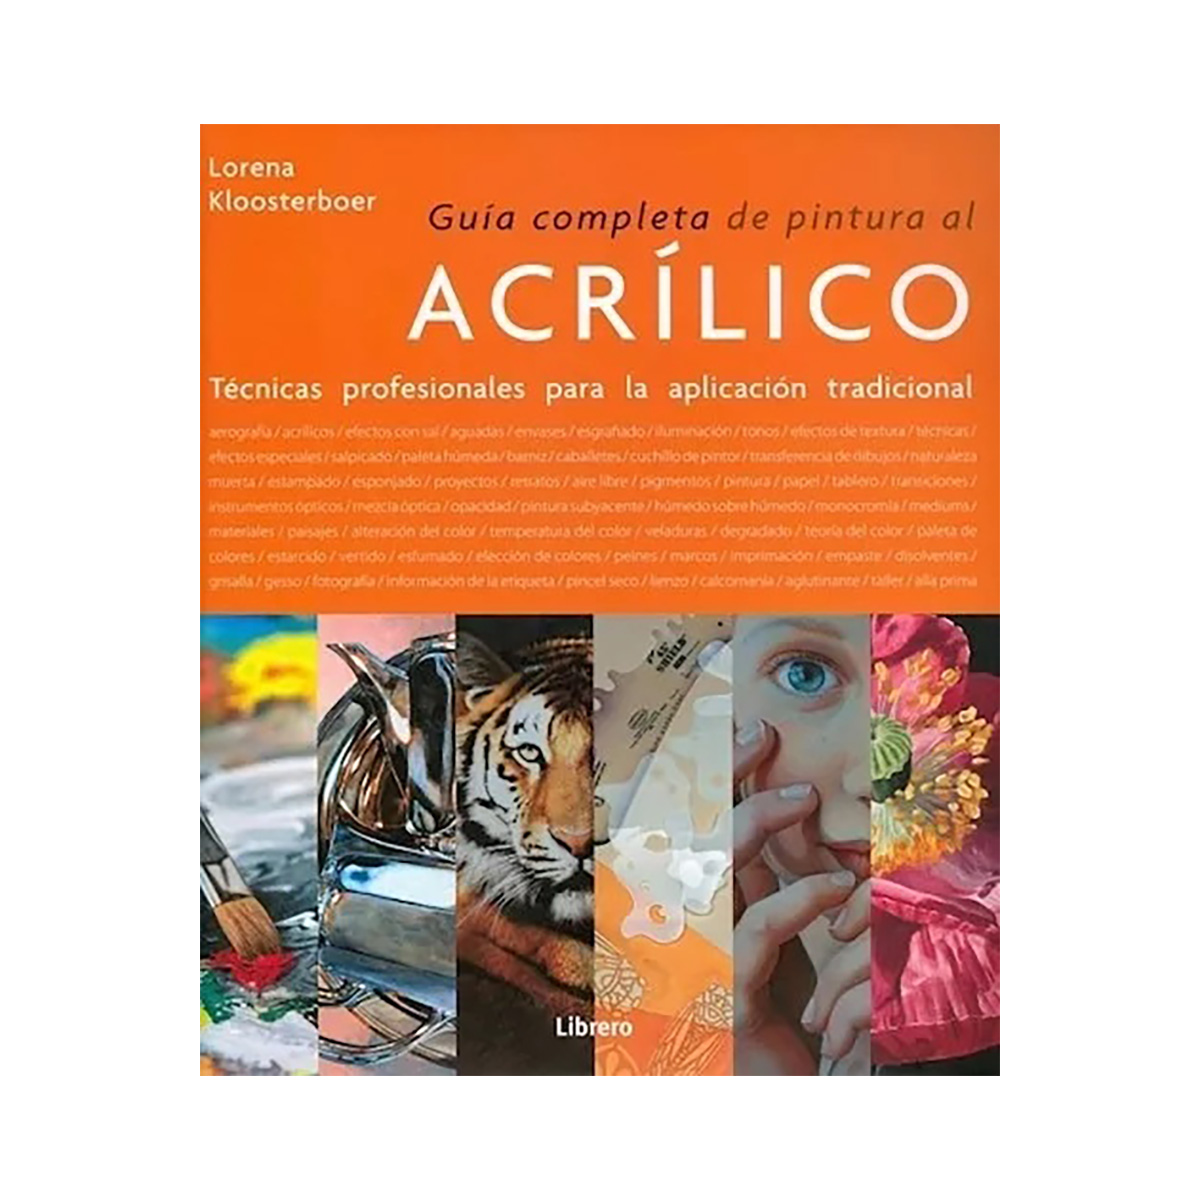 Lorena
Kloosterboer
Guía completa de pintura al
ACRÍLICO
Técnicas profesionales para la aplicación tradicional
aerografía / acrílicos / efectos con sal / aguadas / envases / esgrafiado / iluminación / tonos / efectos de textura / técnicas /
efectos especiales / salpicado / paleta húmeda / barniz / caballetes / cuchillo de pintor / transferencia de dibujos / naturaleza
muerta / estampado / esponjado / proyectos / retratos / aire libre / pigmentos / pintura / papel / tablero / transiciones /
instrumentos ópticos / mezcla óptica / opacidad / pintura subyacente / húmedo sobre húmedo / monocromía / mediums /
materiales / paisajes / alteración del color / temperatura del color / veladuras / degradado / teoría del color / paleta de
colores / estarcido / vertido / esfumado / elección de colores / peines / marcos / imprimación / empaste / disolventes /
grisalla / gesso / fotografía / información de la etiqueta / pincel seco / lienzo / calcomanía / aglutinante / taller / alla prima
SHIELD
Librero